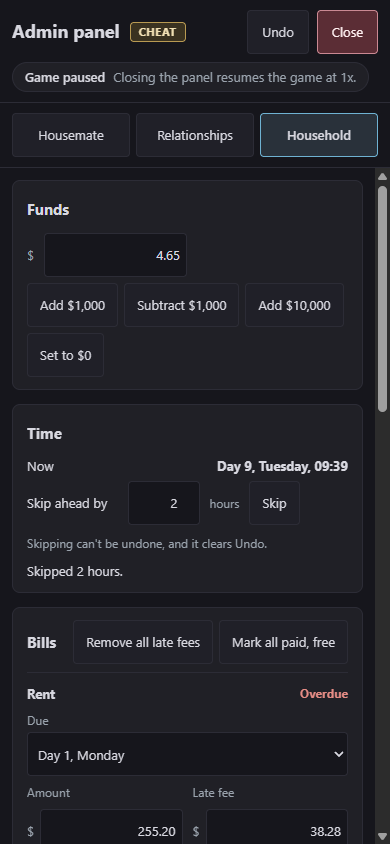 Admin panel CHEAT Undo Close
Game paused Closing the panel resumes the game at 1x.
Housemate Relationships Household
Funds
$ 4.65
Add $1,000 Subtract $1,000 Add $10,000
Set to $0
Time
Now Day 9, Tuesday, 09:39
Skip ahead by 2 hours Skip
Skipping can't be undone, and it clears Undo.
Skipped 2 hours.
Bills Remove all late fees Mark all paid, free
Rent Overdue
Due
Day 1, Monday
Amount Late fee
$ 255.20 $ 38.28